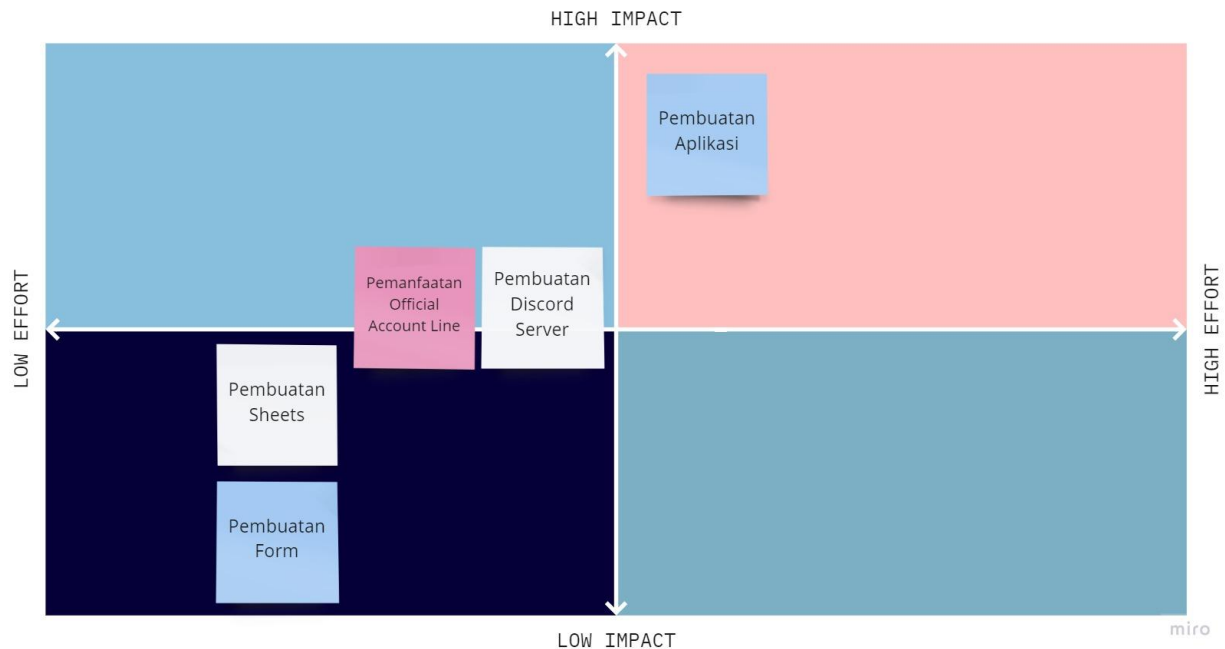 HIGH IMPACT
Pembuatan
Aplikasi
Pemanfaatan
Official
Account Line
Pembuatan
Discord
Server
LOW EFFORT
HIGH EFFORT
Pembuatan
Sheets
Pembuatan
Form
LOW IMPACT
miro